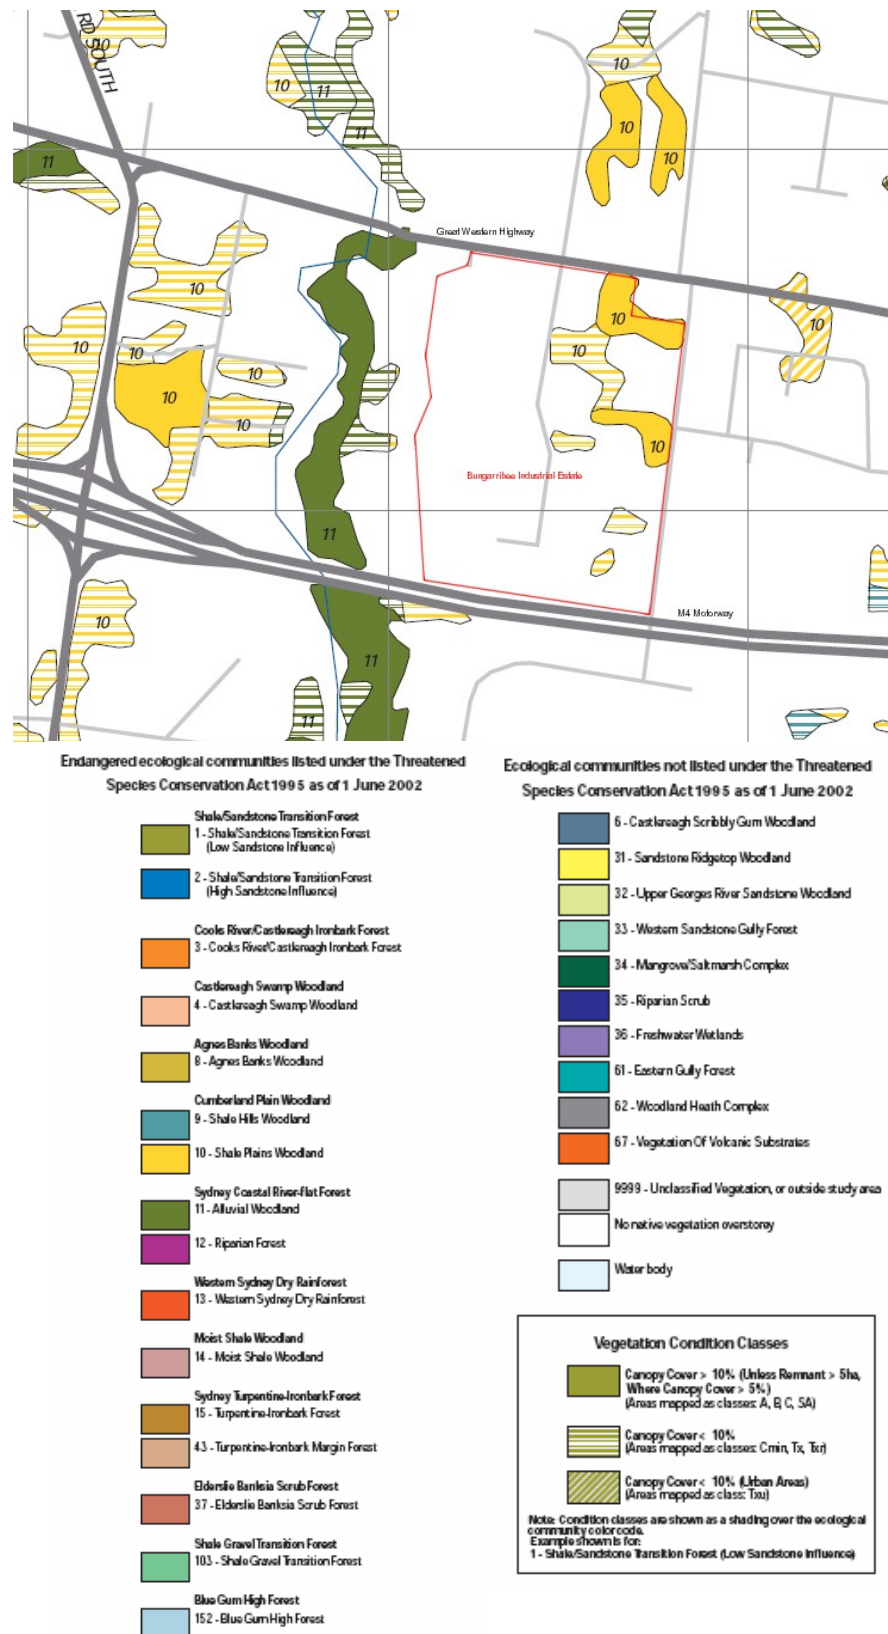 RD SOUTH
10
10
11
11
10
10
10
11
Great Western Highway
10
10
10
10
10
10
10
10
10
10
10
Bungarribee Industrial Estate
11
M4 Motorway
10
11
11
Endangered ecological communities listed under the Threatened
Species Conservation Act 1995 as of 1 June 2002
Shale/Sandstone Transition Forest
1 - Shale/Sandstone Transition Forest
(Low Sandstone Influence)
2 - Shale/Sandstone Transition Forest
(High Sandstone Influence)
Cooks River/Castlereagh Ironbark Forest
3 - Cooks River/Castlereagh Ironbark Forest
Castlereagh Swamp Woodland
4 - Castlereagh Swamp Woodland
Agnes Banks Woodland
8 - Agnes Banks Woodland
Cumberland Plain Woodland
9 - Shale Hills Woodland
10 - Shale Plains Woodland
Sydney Coastal River-flat Forest
11 - Alluvial Woodland
12 - Riparian Forest
Western Sydney Dry Rainforest
13 - Western Sydney Dry Rainforest
Moist Shale Woodland
14 - Moist Shale Woodland
Sydney Turpentine-Ironbark Forest
15 - Turpentine-Ironbark Forest
43 - Turpentine-Ironbark Margin Forest
Elderslie Banksia Scrub Forest
37 - Elderslie Banksia Scrub Forest
Shale Gravel Transition Forest
103 - Shale Gravel Transition Forest
Blue Gum High Forest
152 - Blue Gum High Forest
Ecological communities not listed under the Threatened
Species Conservation Act 1995 as of 1 June 2002
6 - Castlereagh Scribbly Gum Woodland
31 - Sandstone Ridgetop Woodland
32 - Upper Georges River Sandstone Woodland
33 - Western Sandstone Gully Forest
34 - Mangrove/Saltmarsh Complex
35 - Riparian Scrub
36 - Freshwater Wetlands
61 - Eastern Gully Forest
62 - Woodland Heath Complex
67 - Vegetation Of Volcanic Substrates
9999 - Unclassified Vegetation, or outside study area
No native vegetation overstorey
Water body
Vegetation Condition Classes
Canopy Cover > 10% (Unless Remnant > 5ha,
Where Canopy Cover > 5%)
(Areas mapped as classes: A, B, C, SA)
Canopy Cover < 10%
(Areas mapped as classes: Cmin, Tx, Txr)
Canopy Cover < 10% (Urban Areas)
(Areas mapped as class: Txu)
Note: Condition classes are shown as a shading over the ecological
community color code.
Example shown is for:
1 - Shale/Sandstone Transition Forest (Low Sandstone Influence)